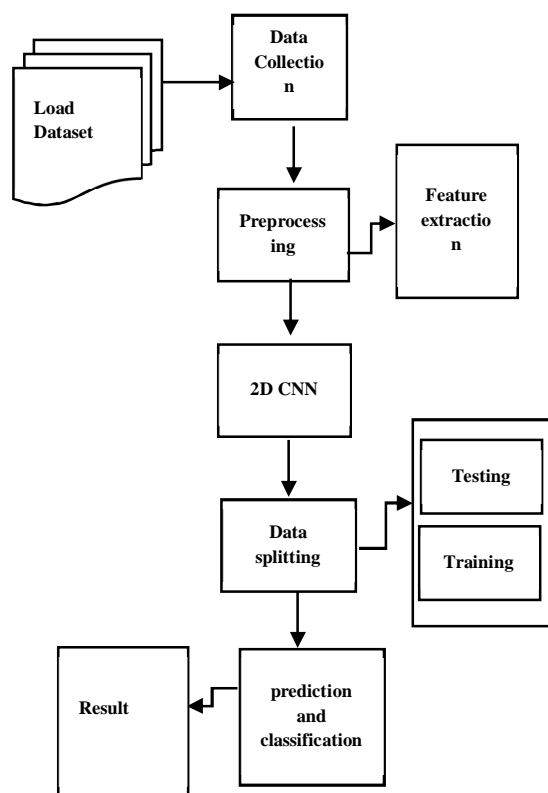 Data
Collectio
n
Load
Dataset
Preprocess
ing
Feature
extractio
n
2D CNN
Testing
Data
splitting
Training
prediction
and
classification
Result